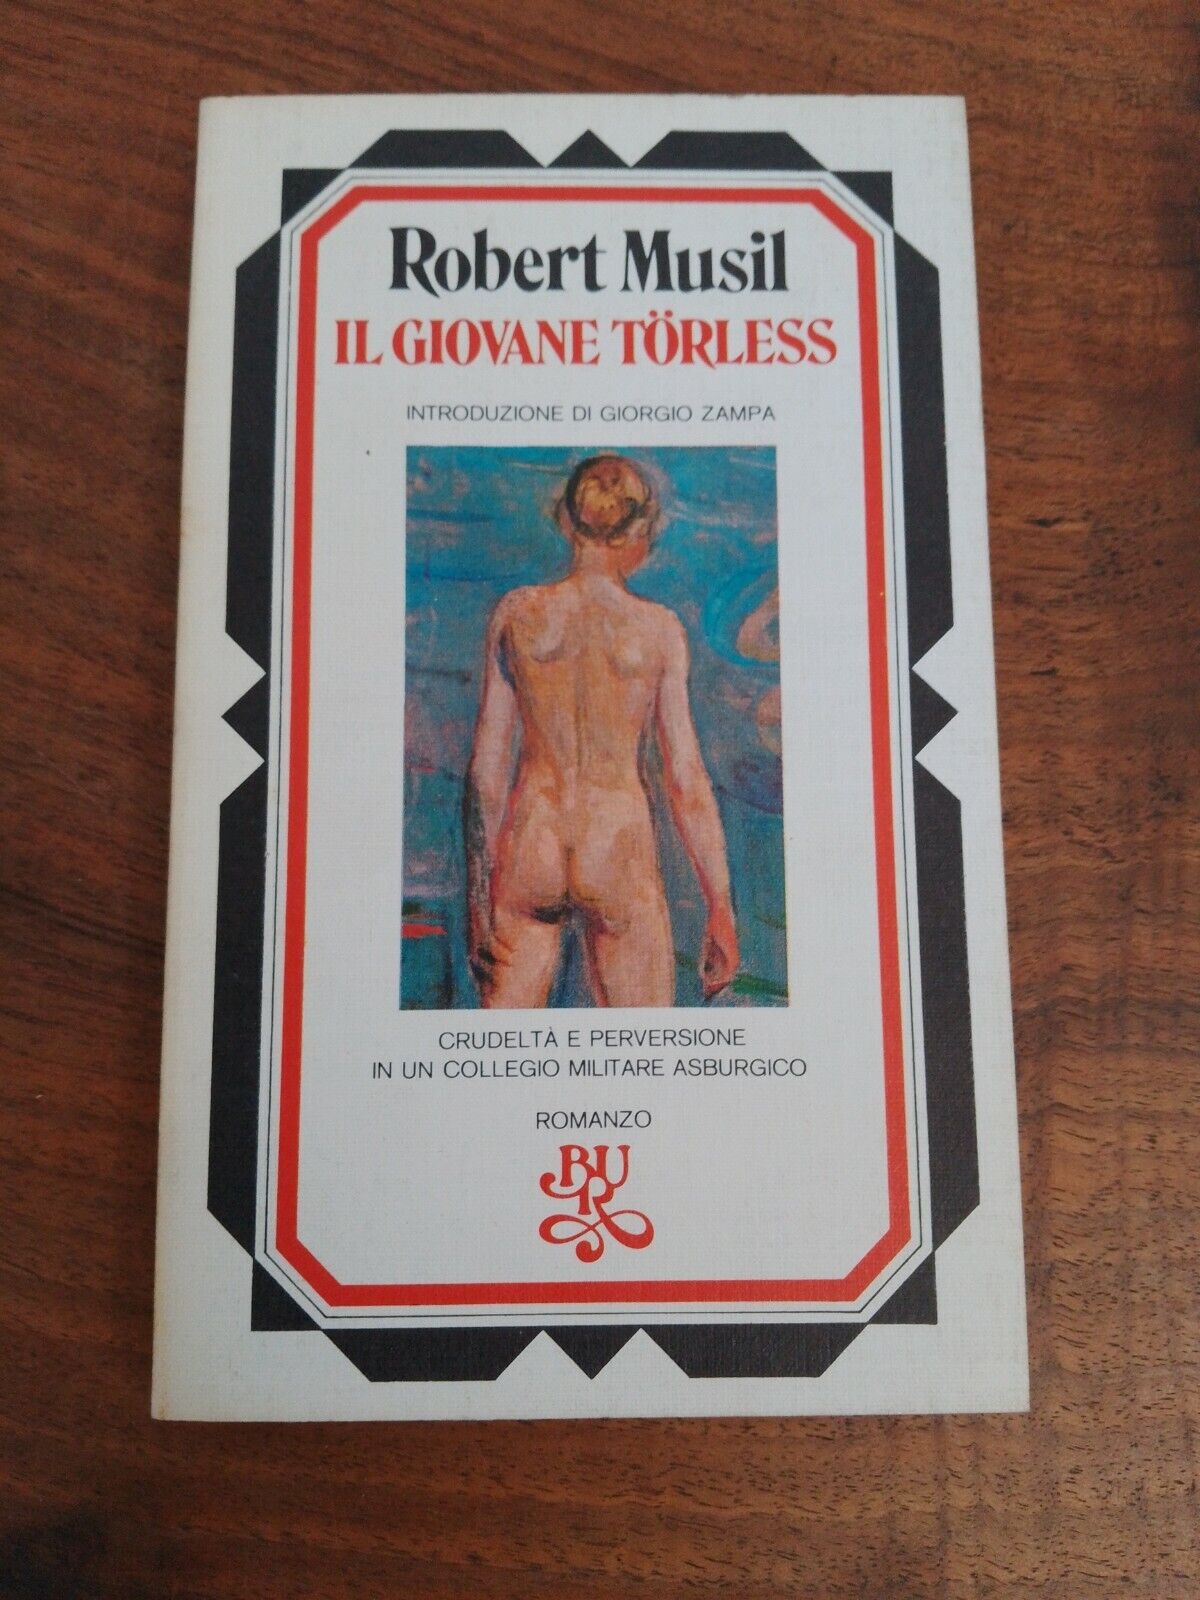 Robert Musil
IL GIOVANE TÖRLESS
INTRODUZIONE DI GIORGIO ZAMPA
CRUDELTÀ E PERVERSIONE
IN UN COLLEGIO MILITARE ASBURGICO
ROMANZO
BUR